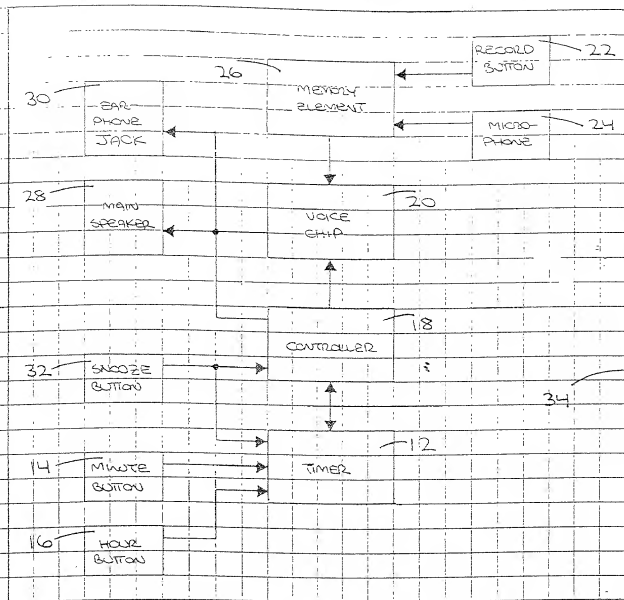 RECORD
BUTTON
22
26
MEMORY
ELEMENT
30
EAR-
PHONE
JACK
MICRO-
PHONE
24
28
MAIN
SPEAKER
VOICE
CHIP
20
18
CONTROLLER
32
SNOOZE
BUTTON
34
12
TIMER
14
MINUTE
BUTTON
16
HOUR
BUTTON